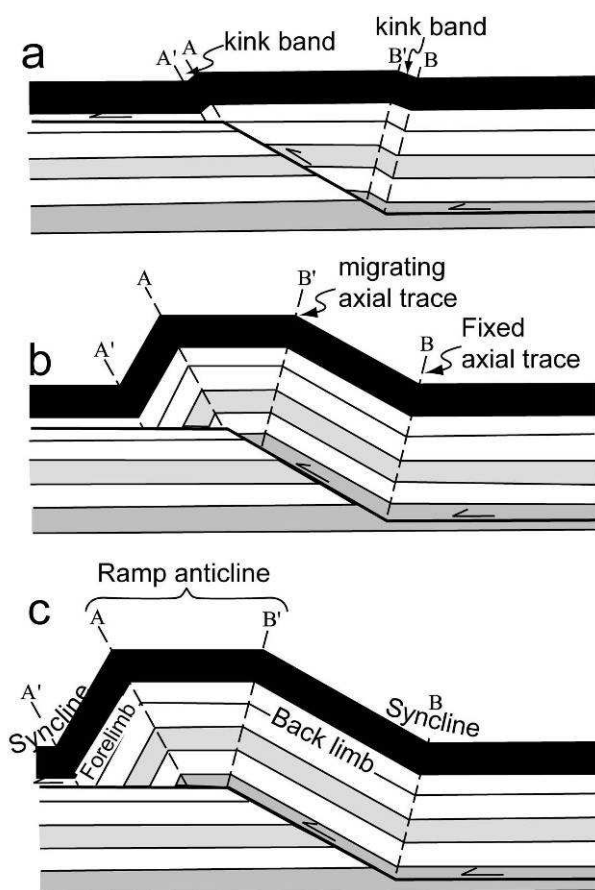 a
A'
A
kink band
kink band
B'
B
b
A
B'
migrating
axial trace
A'
B
Fixed
axial trace
c
Ramp anticline
A
B'
A'
Syncline
Forelimb
Back limb
B
Syncline